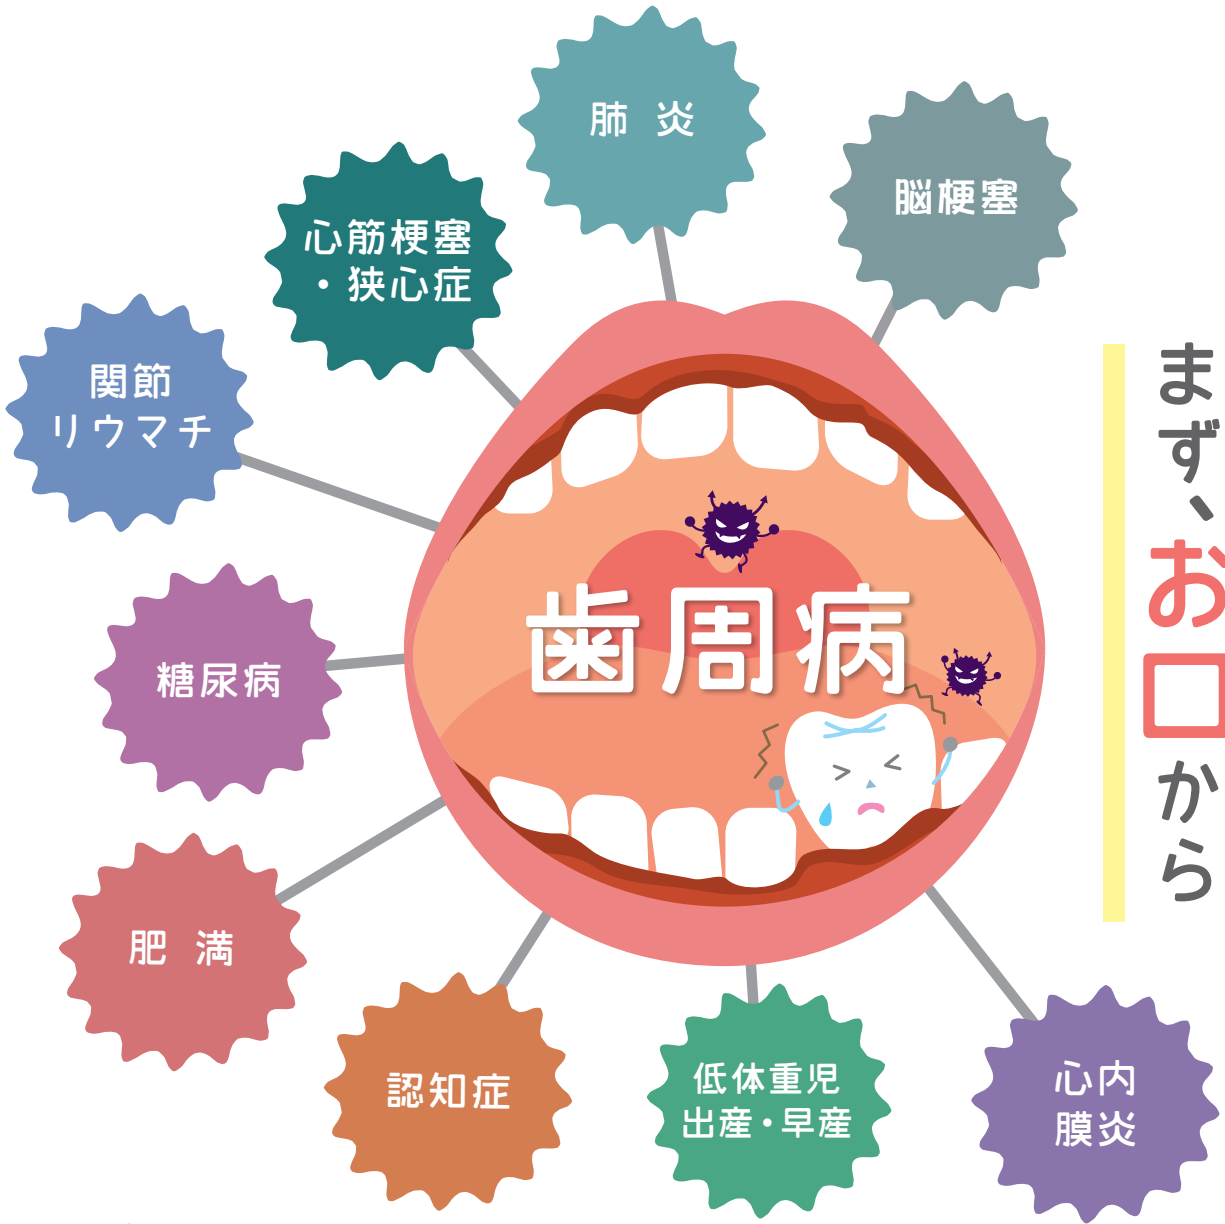 肺 炎
脳梗塞
心筋梗塞
・狭心症
関節
リウマチ
糖尿病
肥 満
認知症
低体重児
出産・早産
心内
膜炎
歯周病
まず、お口から